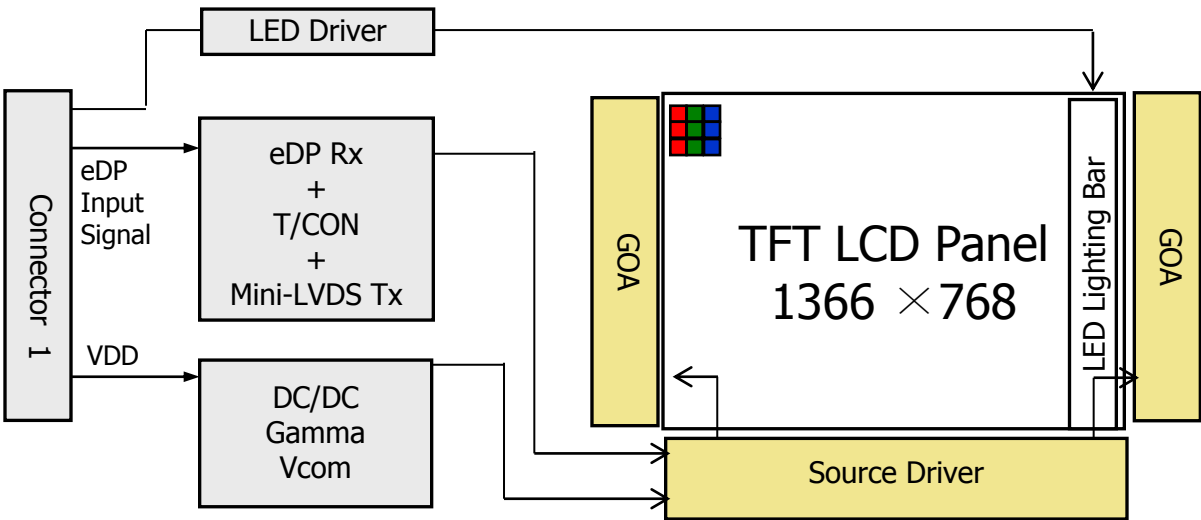 LED Driver
Connector 1
eDP
Input
Signal
eDP Rx
+
T/CON
+
Mini-LVDS Tx
VDD
DC/DC
Gamma
Vcom
GOA
TFT LCD Panel
1366 ×768
LED Lighting Bar
GOA
Source Driver